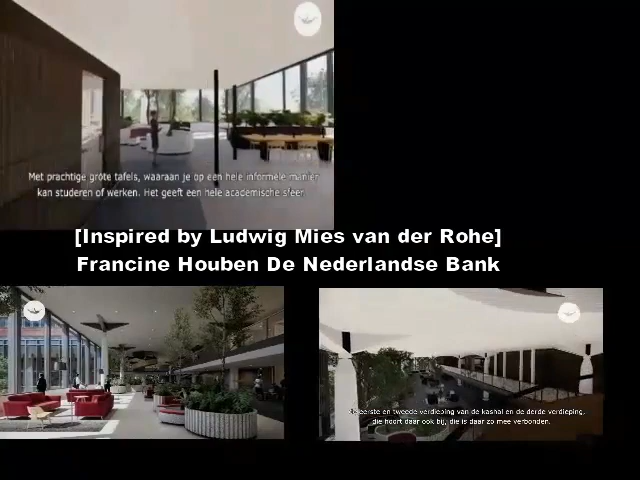 Met prachtige grote tafels, waaraan je op een hele informele manier
kan studeren of werken. Het geeft een hele academische sfeer.
[Inspired by Ludwig Mies van der Rohe]
Francine Houben De Nederlandse Bank
eerste en tweede verdieping van de kashal en de derde verdieping,
die hoort daar ook bij, die is daar zo mee verbonden.